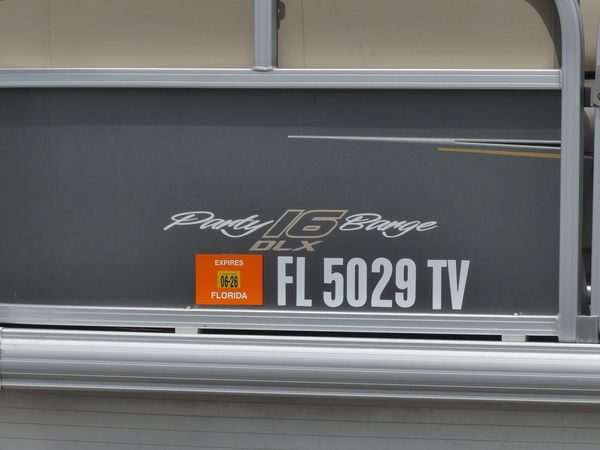 Party 16 Barge
DLX
EXPIRES
06-26
FLORIDA
FL 5029 TV